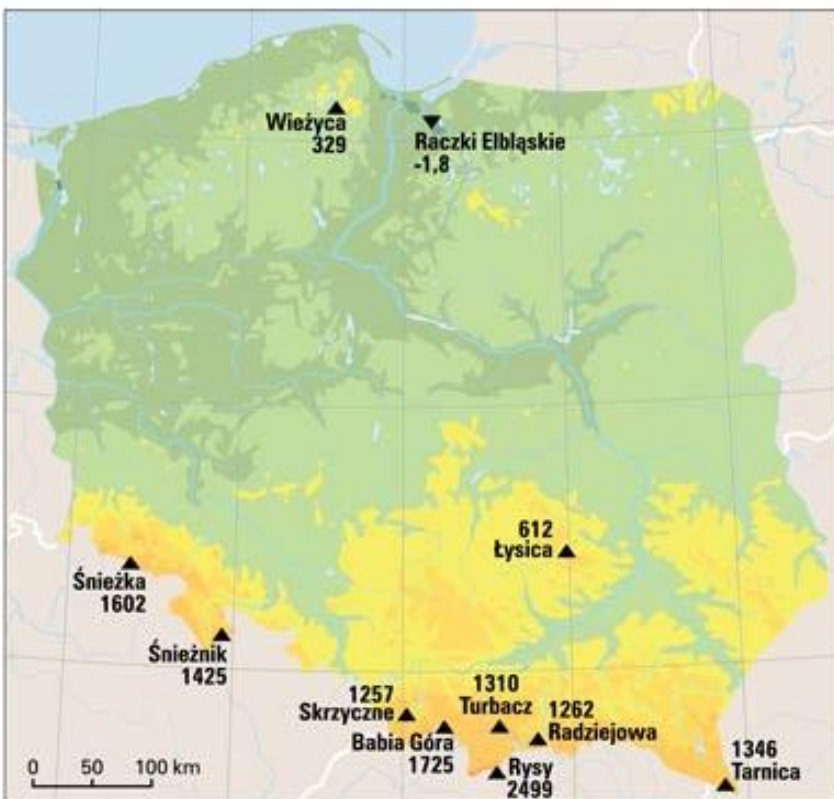 Wieżyca
329
Raczki Elbląskie
-1,8
612
Łysica
Śnieżka
1602
Śnieżnik
1425
1257
Skrzyczne
Babia Góra
1725
1310
Turbacz
1262
Radziejowa
Rysy
2499
1346
Tarnica
0 50 100 km